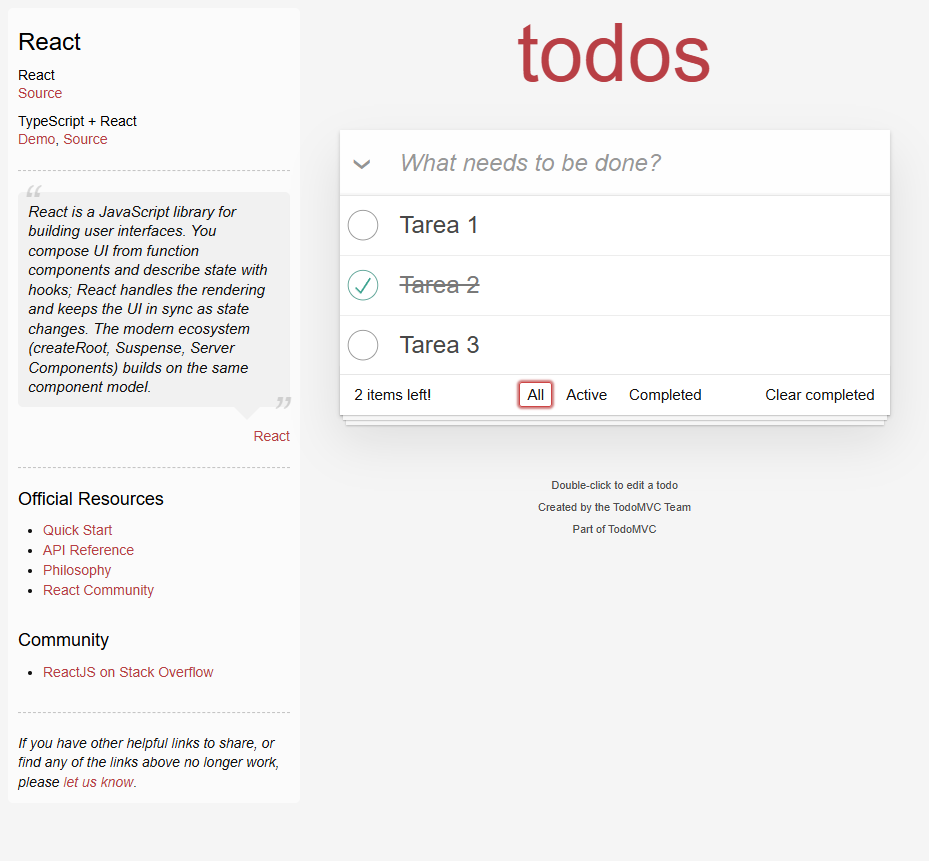 React
React
Source
TypeScript + React
Demo, Source
“
React is a JavaScript library for
building user interfaces. You
compose UI from function
components and describe state with
hooks; React handles the rendering
and keeps the UI in sync as state
changes. The modern ecosystem
(createRoot, Suspense, Server
Components) builds on the same
component model.
”
React
Official Resources
• Quick Start
• API Reference
• Philosophy
• React Community
Community
• ReactJS on Stack Overflow
If you have other helpful links to share, or
find any of the links above no longer work,
please let us know.
todos
What needs to be done?
Tarea 1
Tarea 2
Tarea 3
2 items left! All Active Completed Clear completed
Double-click to edit a todo
Created by the TodoMVC Team
Part of TodoMVC